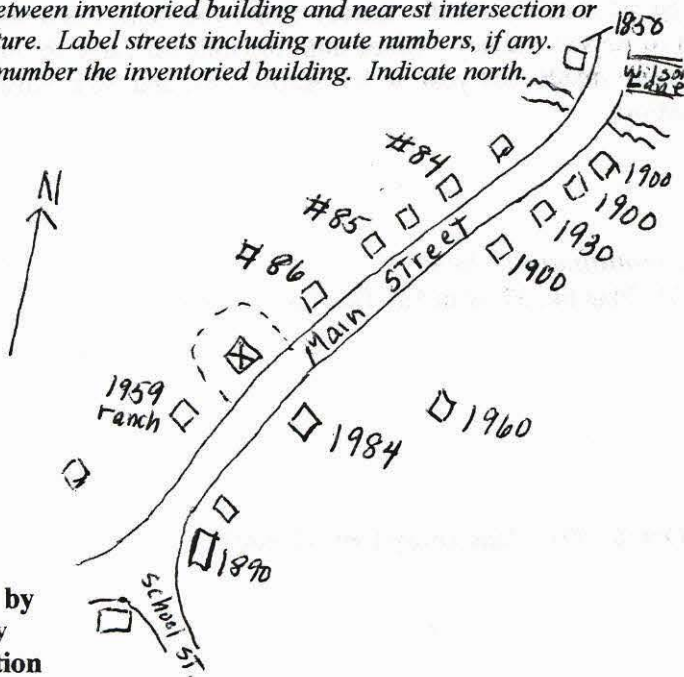 etween inventoried building and nearest intersection or
ture. Label streets including route numbers, if any.
number the inventoried building. Indicate north.
1850
Wilson
Lane
N
#84
#85
#86
1900
1900
1930
1900
Main Street
1959
ranch
1984
1960
1890
School ST
by
y
tion